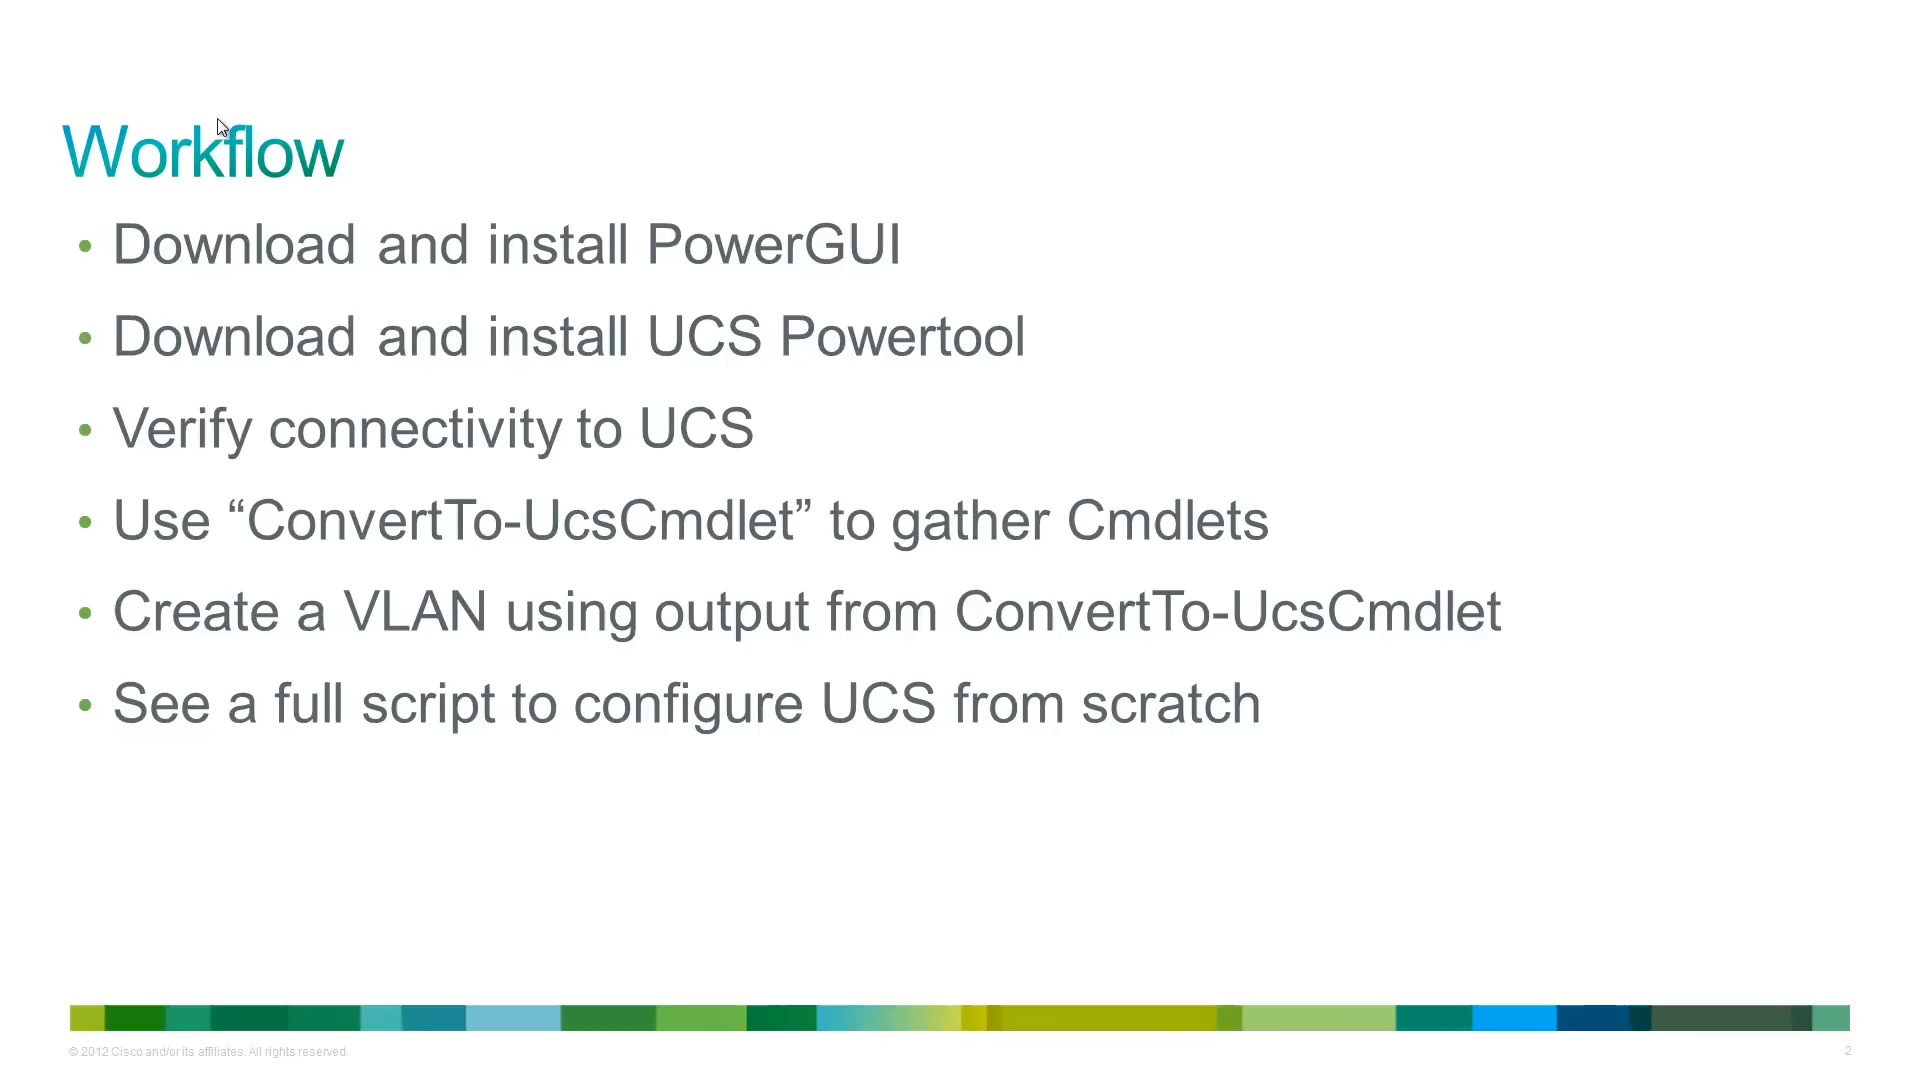 Workflow
• Download and install PowerGUI
• Download and install UCS Powertool
• Verify connectivity to UCS
• Use “ConvertTo-UcsCmdlet” to gather Cmdlets
• Create a VLAN using output from ConvertTo-UcsCmdlet
• See a full script to configure UCS from scratch
© 2012 Cisco and/or its affiliates. All rights reserved.
2